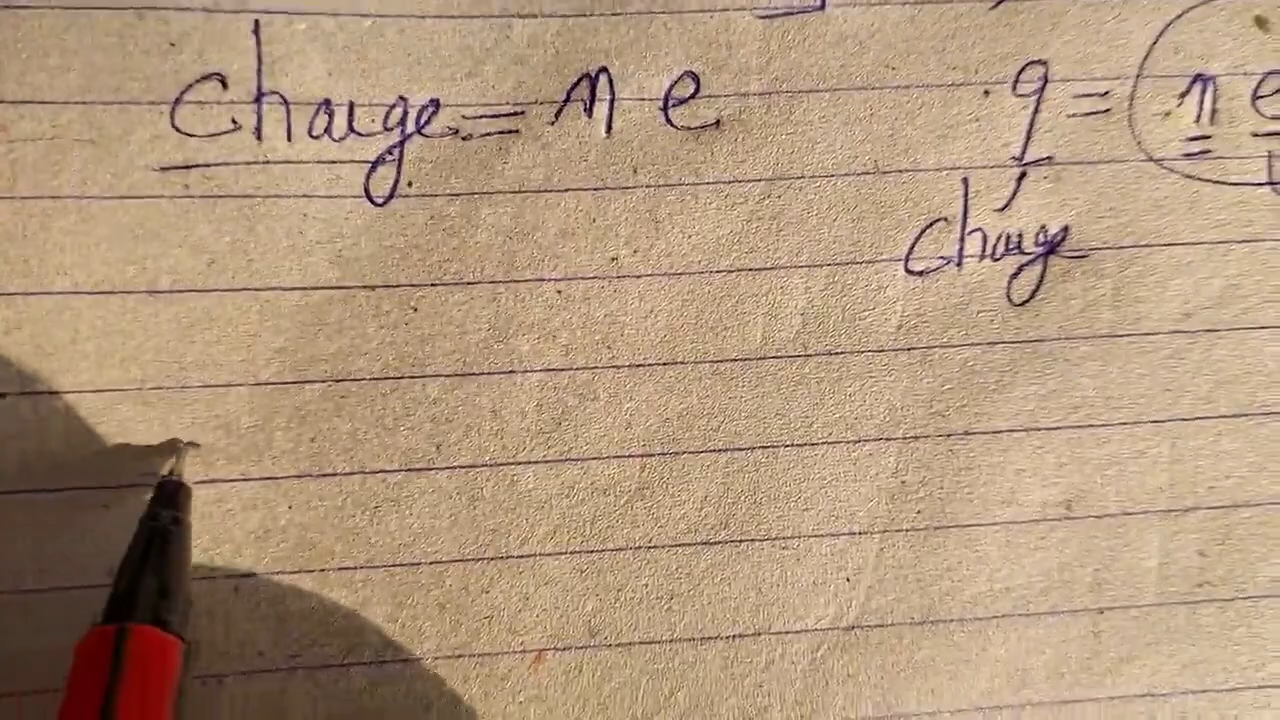 Charge = n e q = n e
Charge